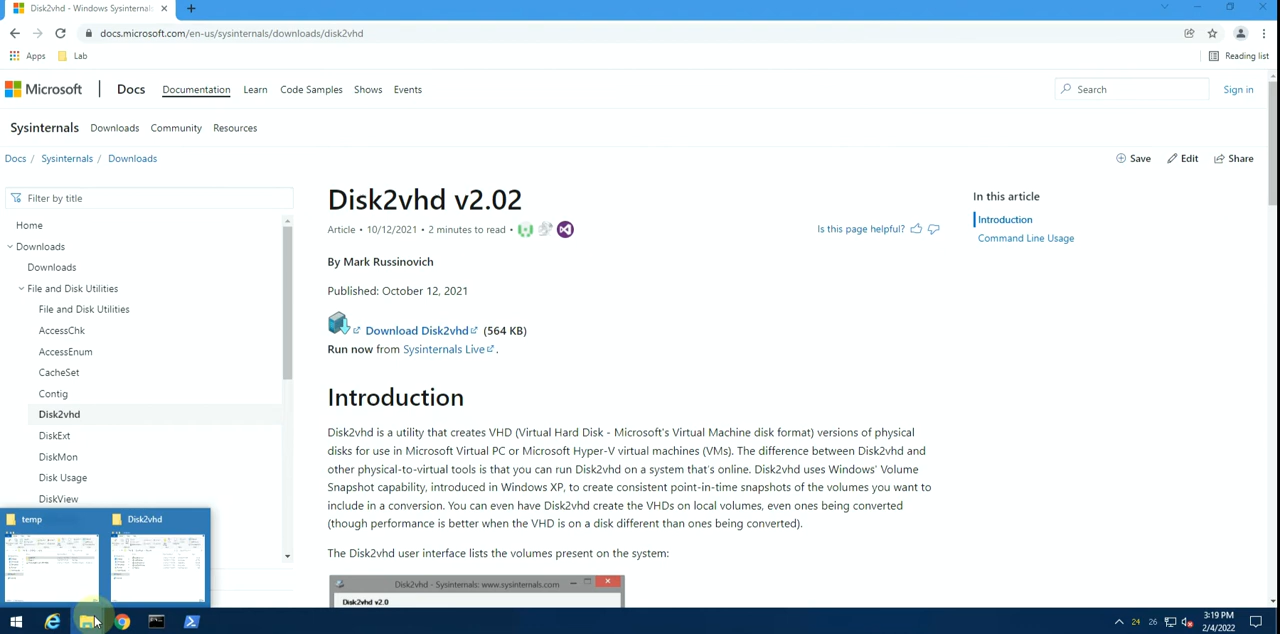 Disk2vhd - Windows Sysinternals
docs.microsoft.com/en-us/sysinternals/downloads/disk2vhd
Apps
Lab
Reading list
Microsoft
Docs
Documentation
Learn
Code Samples
Shows
Events
Search
Sign in
Sysinternals
Downloads
Community
Resources
Docs / Sysinternals / Downloads
Save
Edit
Share
Filter by title
Home
Downloads
Downloads
File and Disk Utilities
File and Disk Utilities
AccessChk
AccessEnum
CacheSet
Contig
Disk2vhd
DiskExt
DiskMon
Disk Usage
DiskView
Disk2vhd v2.02
Article • 10/12/2021 • 2 minutes to read •
Is this page helpful?
By Mark Russinovich
Published: October 12, 2021
Download Disk2vhd (564 KB)
Run now from Sysinternals Live .
Introduction
Disk2vhd is a utility that creates VHD (Virtual Hard Disk - Microsoft's Virtual Machine disk format) versions of physical
disks for use in Microsoft Virtual PC or Microsoft Hyper-V virtual machines (VMs). The difference between Disk2vhd and
other physical-to-virtual tools is that you can run Disk2vhd on a system that's online. Disk2vhd uses Windows' Volume
Snapshot capability, introduced in Windows XP, to create consistent point-in-time snapshots of the volumes you want to
include in a conversion. You can even have Disk2vhd create the VHDs on local volumes, even ones being converted
(though performance is better when the VHD is on a disk different than ones being converted).
The Disk2vhd user interface lists the volumes present on the system:
Disk2vhd - Sysinternals: www.sysinternals.com
Disk2vhd v2.0
In this article
Introduction
Command Line Usage
temp
Disk2vhd
24
26
3:19 PM
2/4/2022